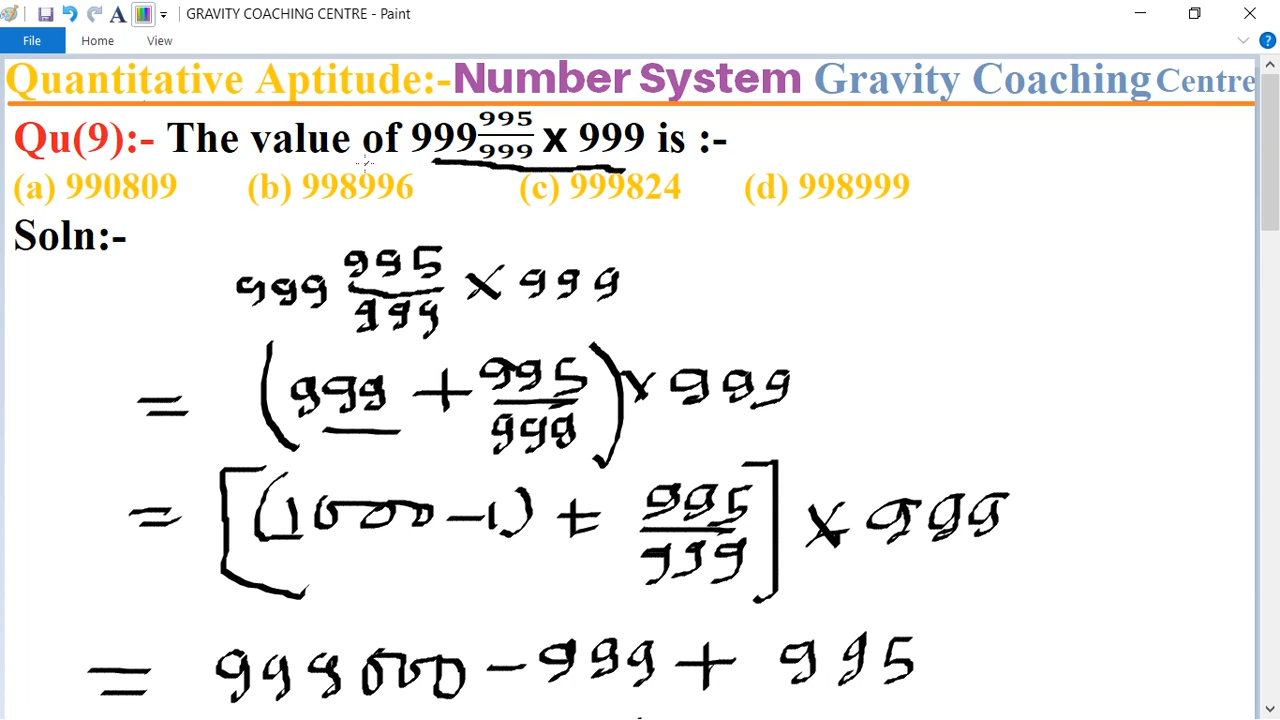 GRAVITY COACHING CENTRE - Paint
File Home View
Quantitative Aptitude:-Number System Gravity Coaching Centre
Qu(9):- The value of 999 995/999 x 999 is :-
(a) 990809 (b) 998996 (c) 999824 (d) 998999
Soln:-
999 995/999 × 999
= (999 + 995/999) × 999
= [(1000 - 1) + 995/999] × 999
= 999000 - 999 + 995